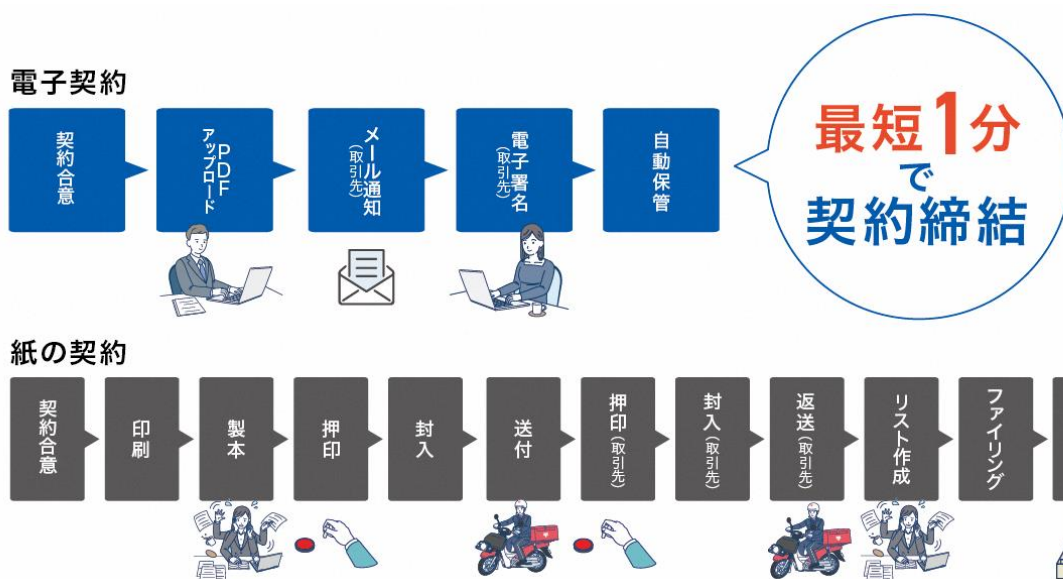 電子契約
契約合意
PDF
アップロード
メール通知
(取引先)
電子署名
(取引先)
自動保管
最短1分
で
契約締結
紙の契約
契約合意
印刷
製本
押印
封入
送付
押印(取引先)
封入(取引先)
返送(取引先)
リスト作成
ファイリング